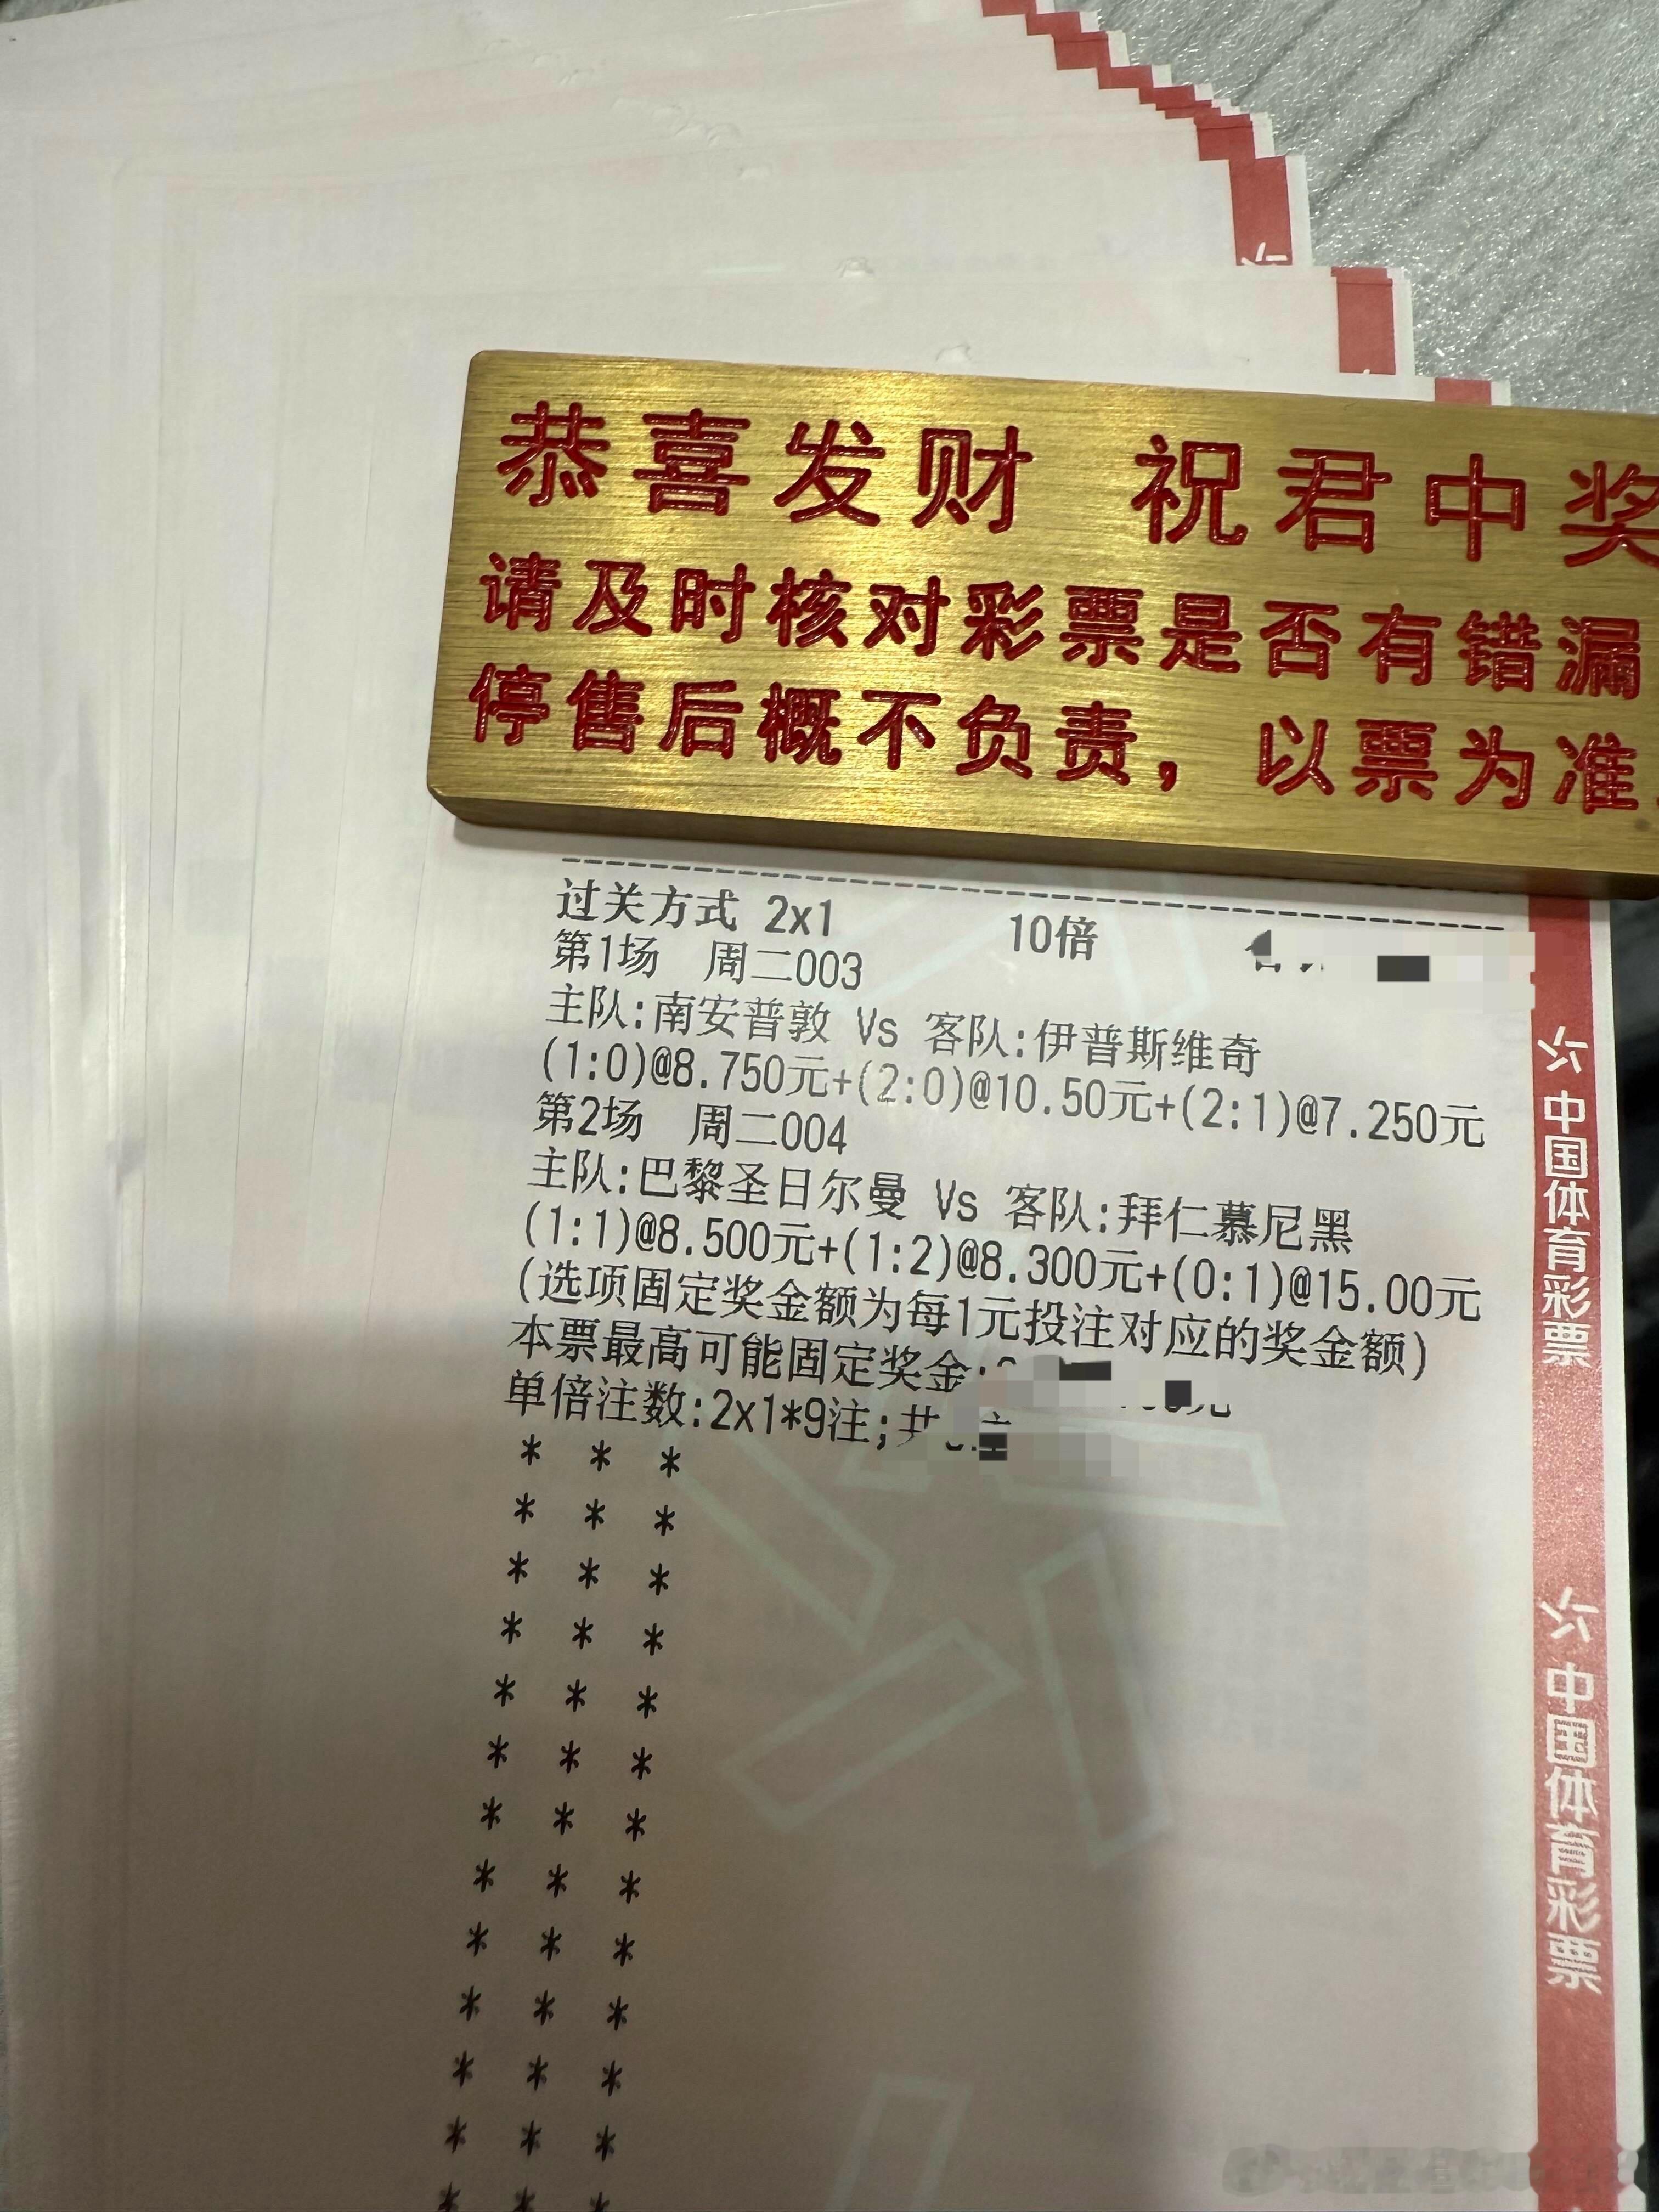 恭喜发财 祝君中奖
请及时核对彩票是否有错漏
停售后概不负责，以票为准
过关方式 2x1 10倍
第1场 周二003
主队:南安普敦 Vs 客队:伊普斯维奇
(1:0)@8.750元+(2:0)@10.50元+(2:1)@7.250元
第2场 周二004
主队:巴黎圣日尔曼 Vs 客队:拜仁慕尼黑
(1:1)@8.500元+(1:2)@8.300元+(0:1)@15.00元
(选项固定奖金额为每1元投注对应的奖金额)
本票最高可能固定奖金:
单倍注数:2x1*9注;共
* * *
* * *
* * *
* * *
* * *
* * *
* * *
* * *
* * *
* * *
* * *
* * *
* * *
中国体育彩票
中国体育彩票